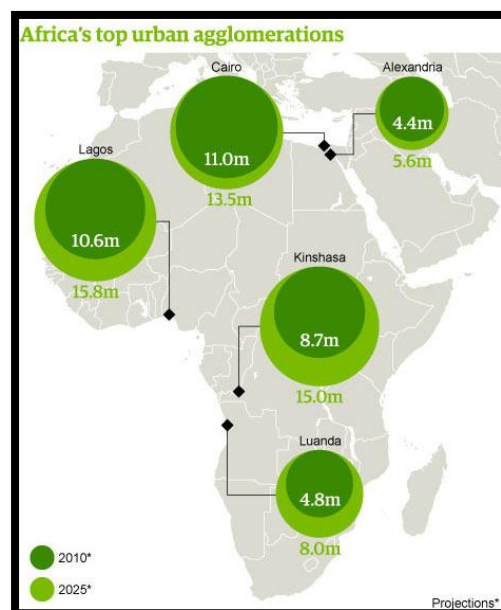 Africa's top urban agglomerations
Cairo
11.0m
13.5m
Alexandria
4.4m
5.6m
Lagos
10.6m
15.8m
Kinshasa
8.7m
15.0m
Luanda
4.8m
8.0m
2010*
2025*
Projections*